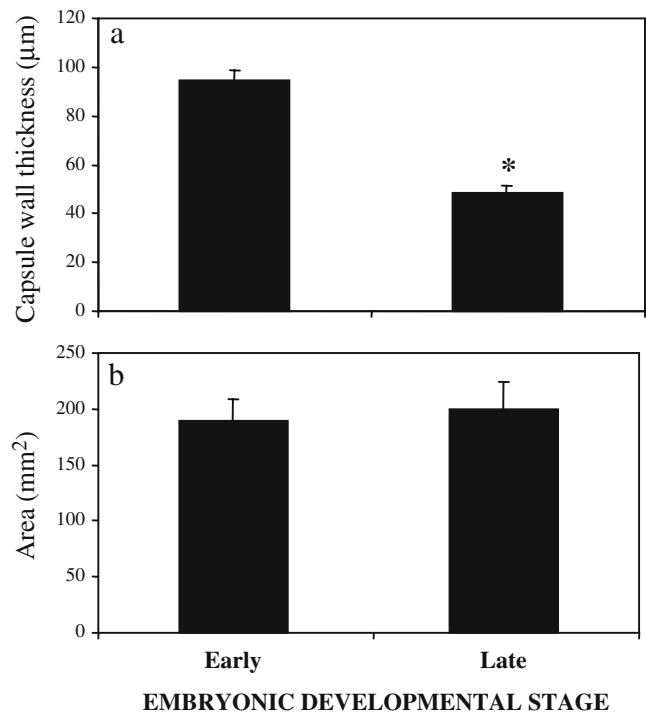 a
Capsule wall thickness (µm)
120
100
80
60
40
20
0
*
b
Area (mm²)
250
200
150
100
50
0
Early Late
EMBRYONIC DEVELOPMENTAL STAGE